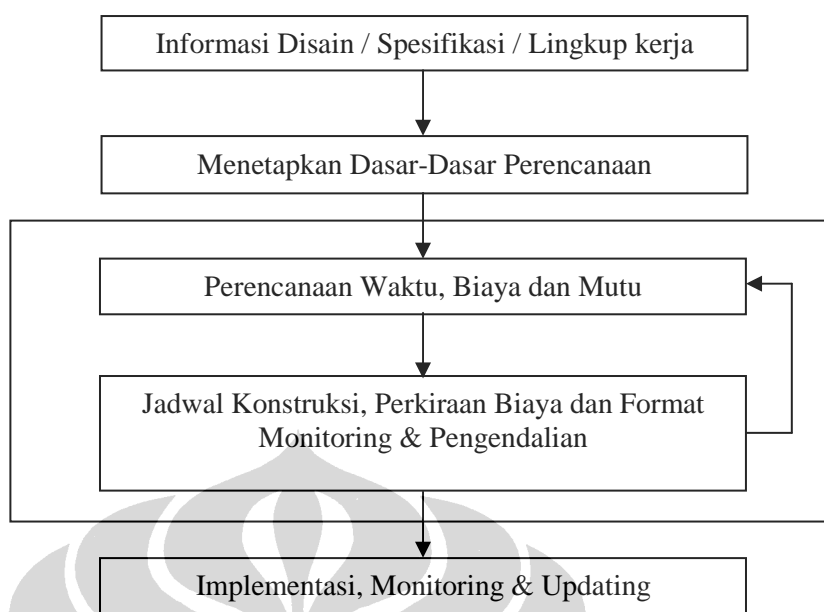 Informasi Disain / Spesifikasi / Lingkup kerja
Menetapkan Dasar-Dasar Perencanaan
Perencanaan Waktu, Biaya dan Mutu
Jadwal Konstruksi, Perkiraan Biaya dan Format
Monitoring & Pengendalian
Implementasi, Monitoring & Updating